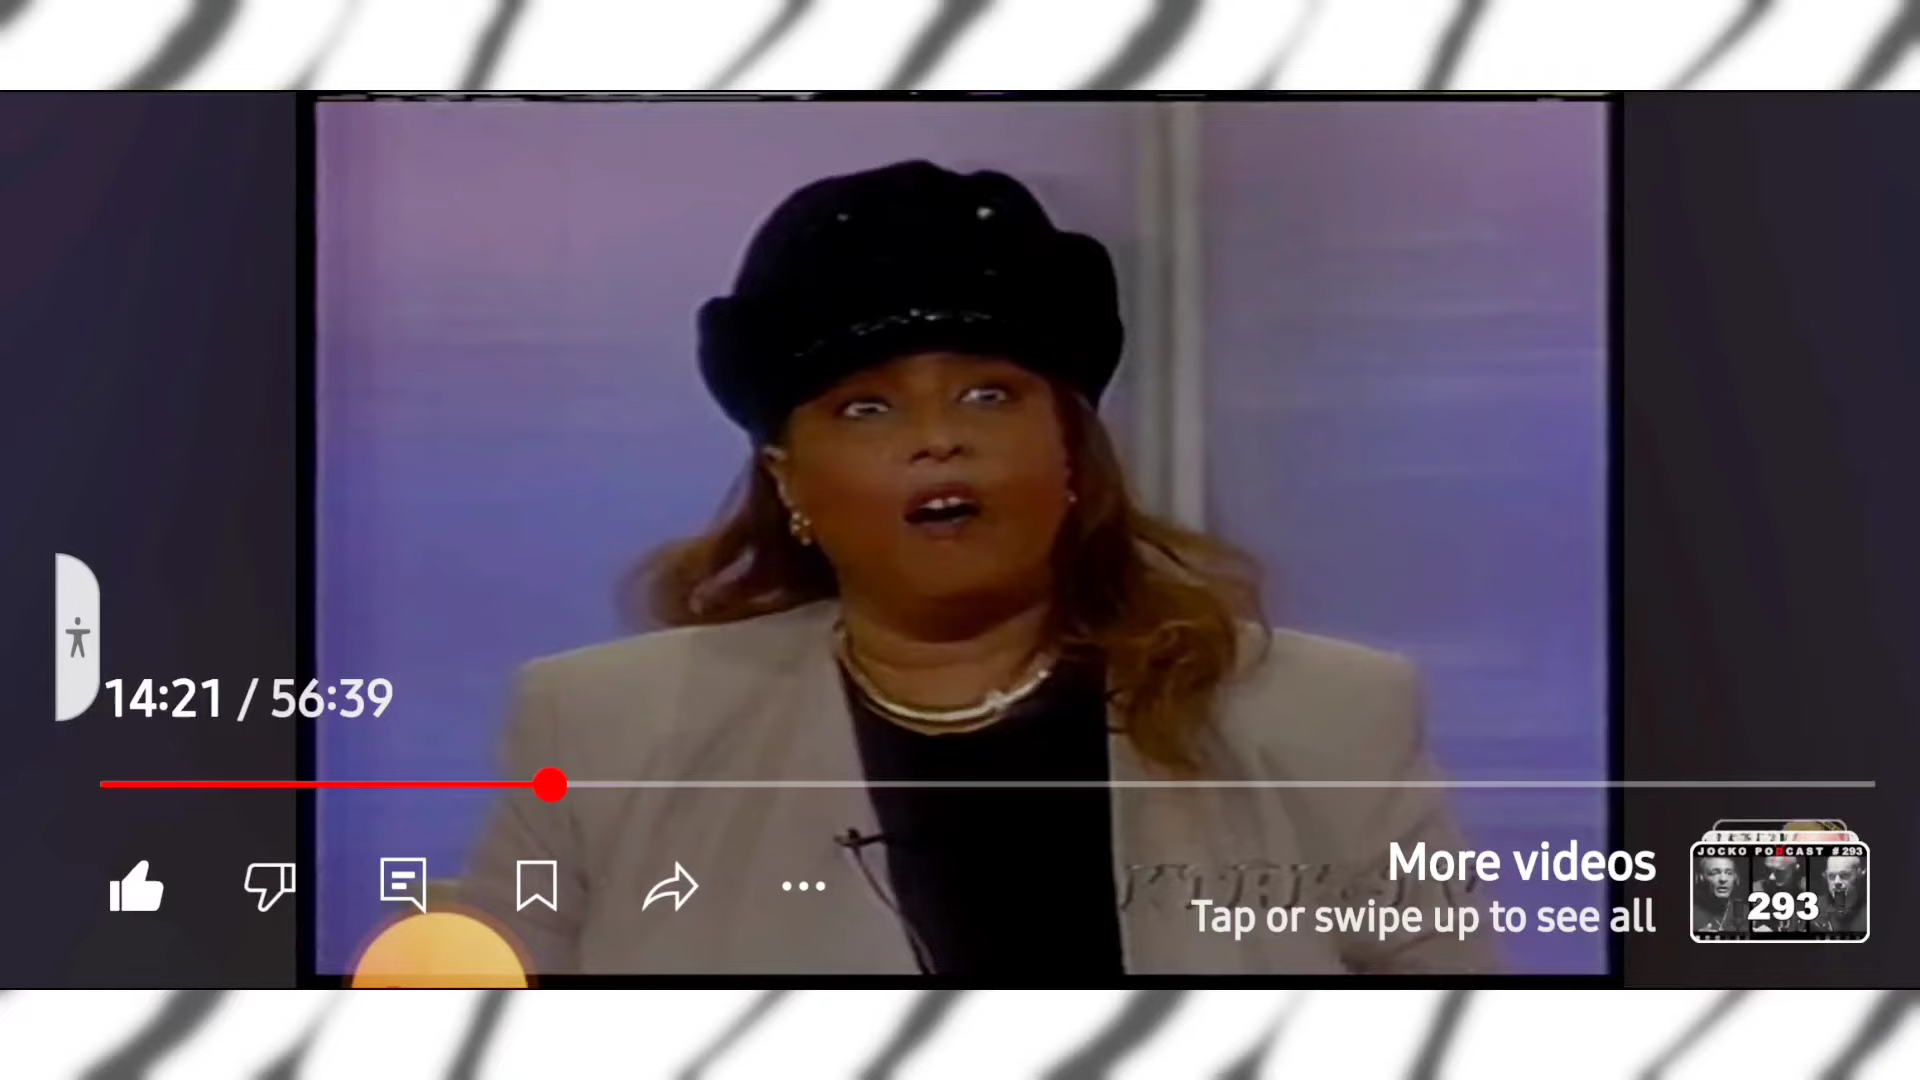 14:21 / 56:39
More videos
Tap or swipe up to see all
JOCKO PODCAST #293
293